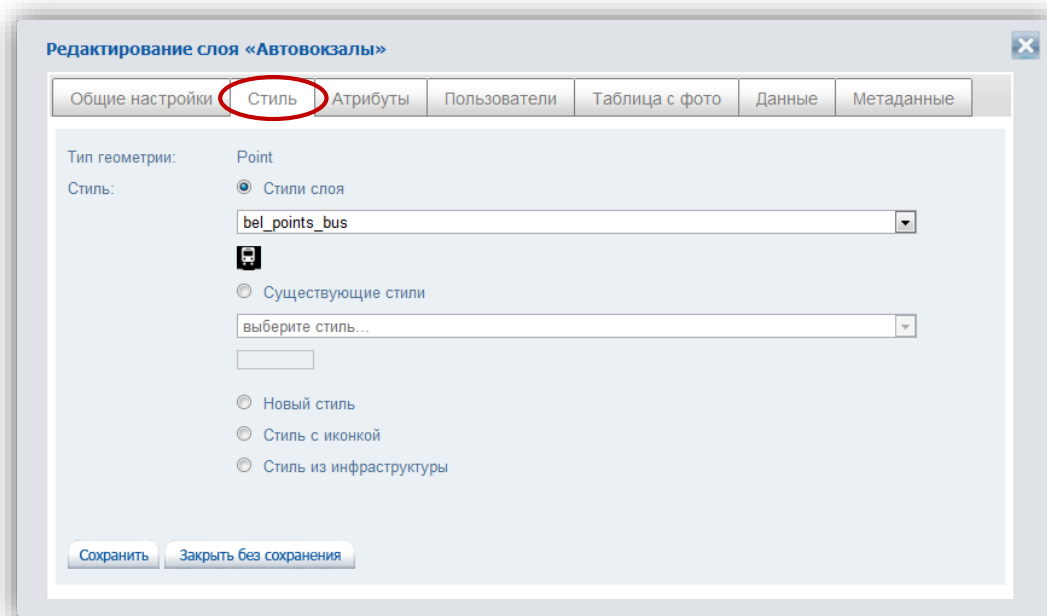 Редактирование слоя «Автовокзалы»
Общие настройки Стиль Атрибуты Пользователи Таблица с фото Данные Метаданные
Тип геометрии: Point
Стиль: Стили слоя
bel_points_bus
Существующие стили
выберите стиль...
Новый стиль
Стиль с иконкой
Стиль из инфраструктуры
Сохранить Закрыть без сохранения